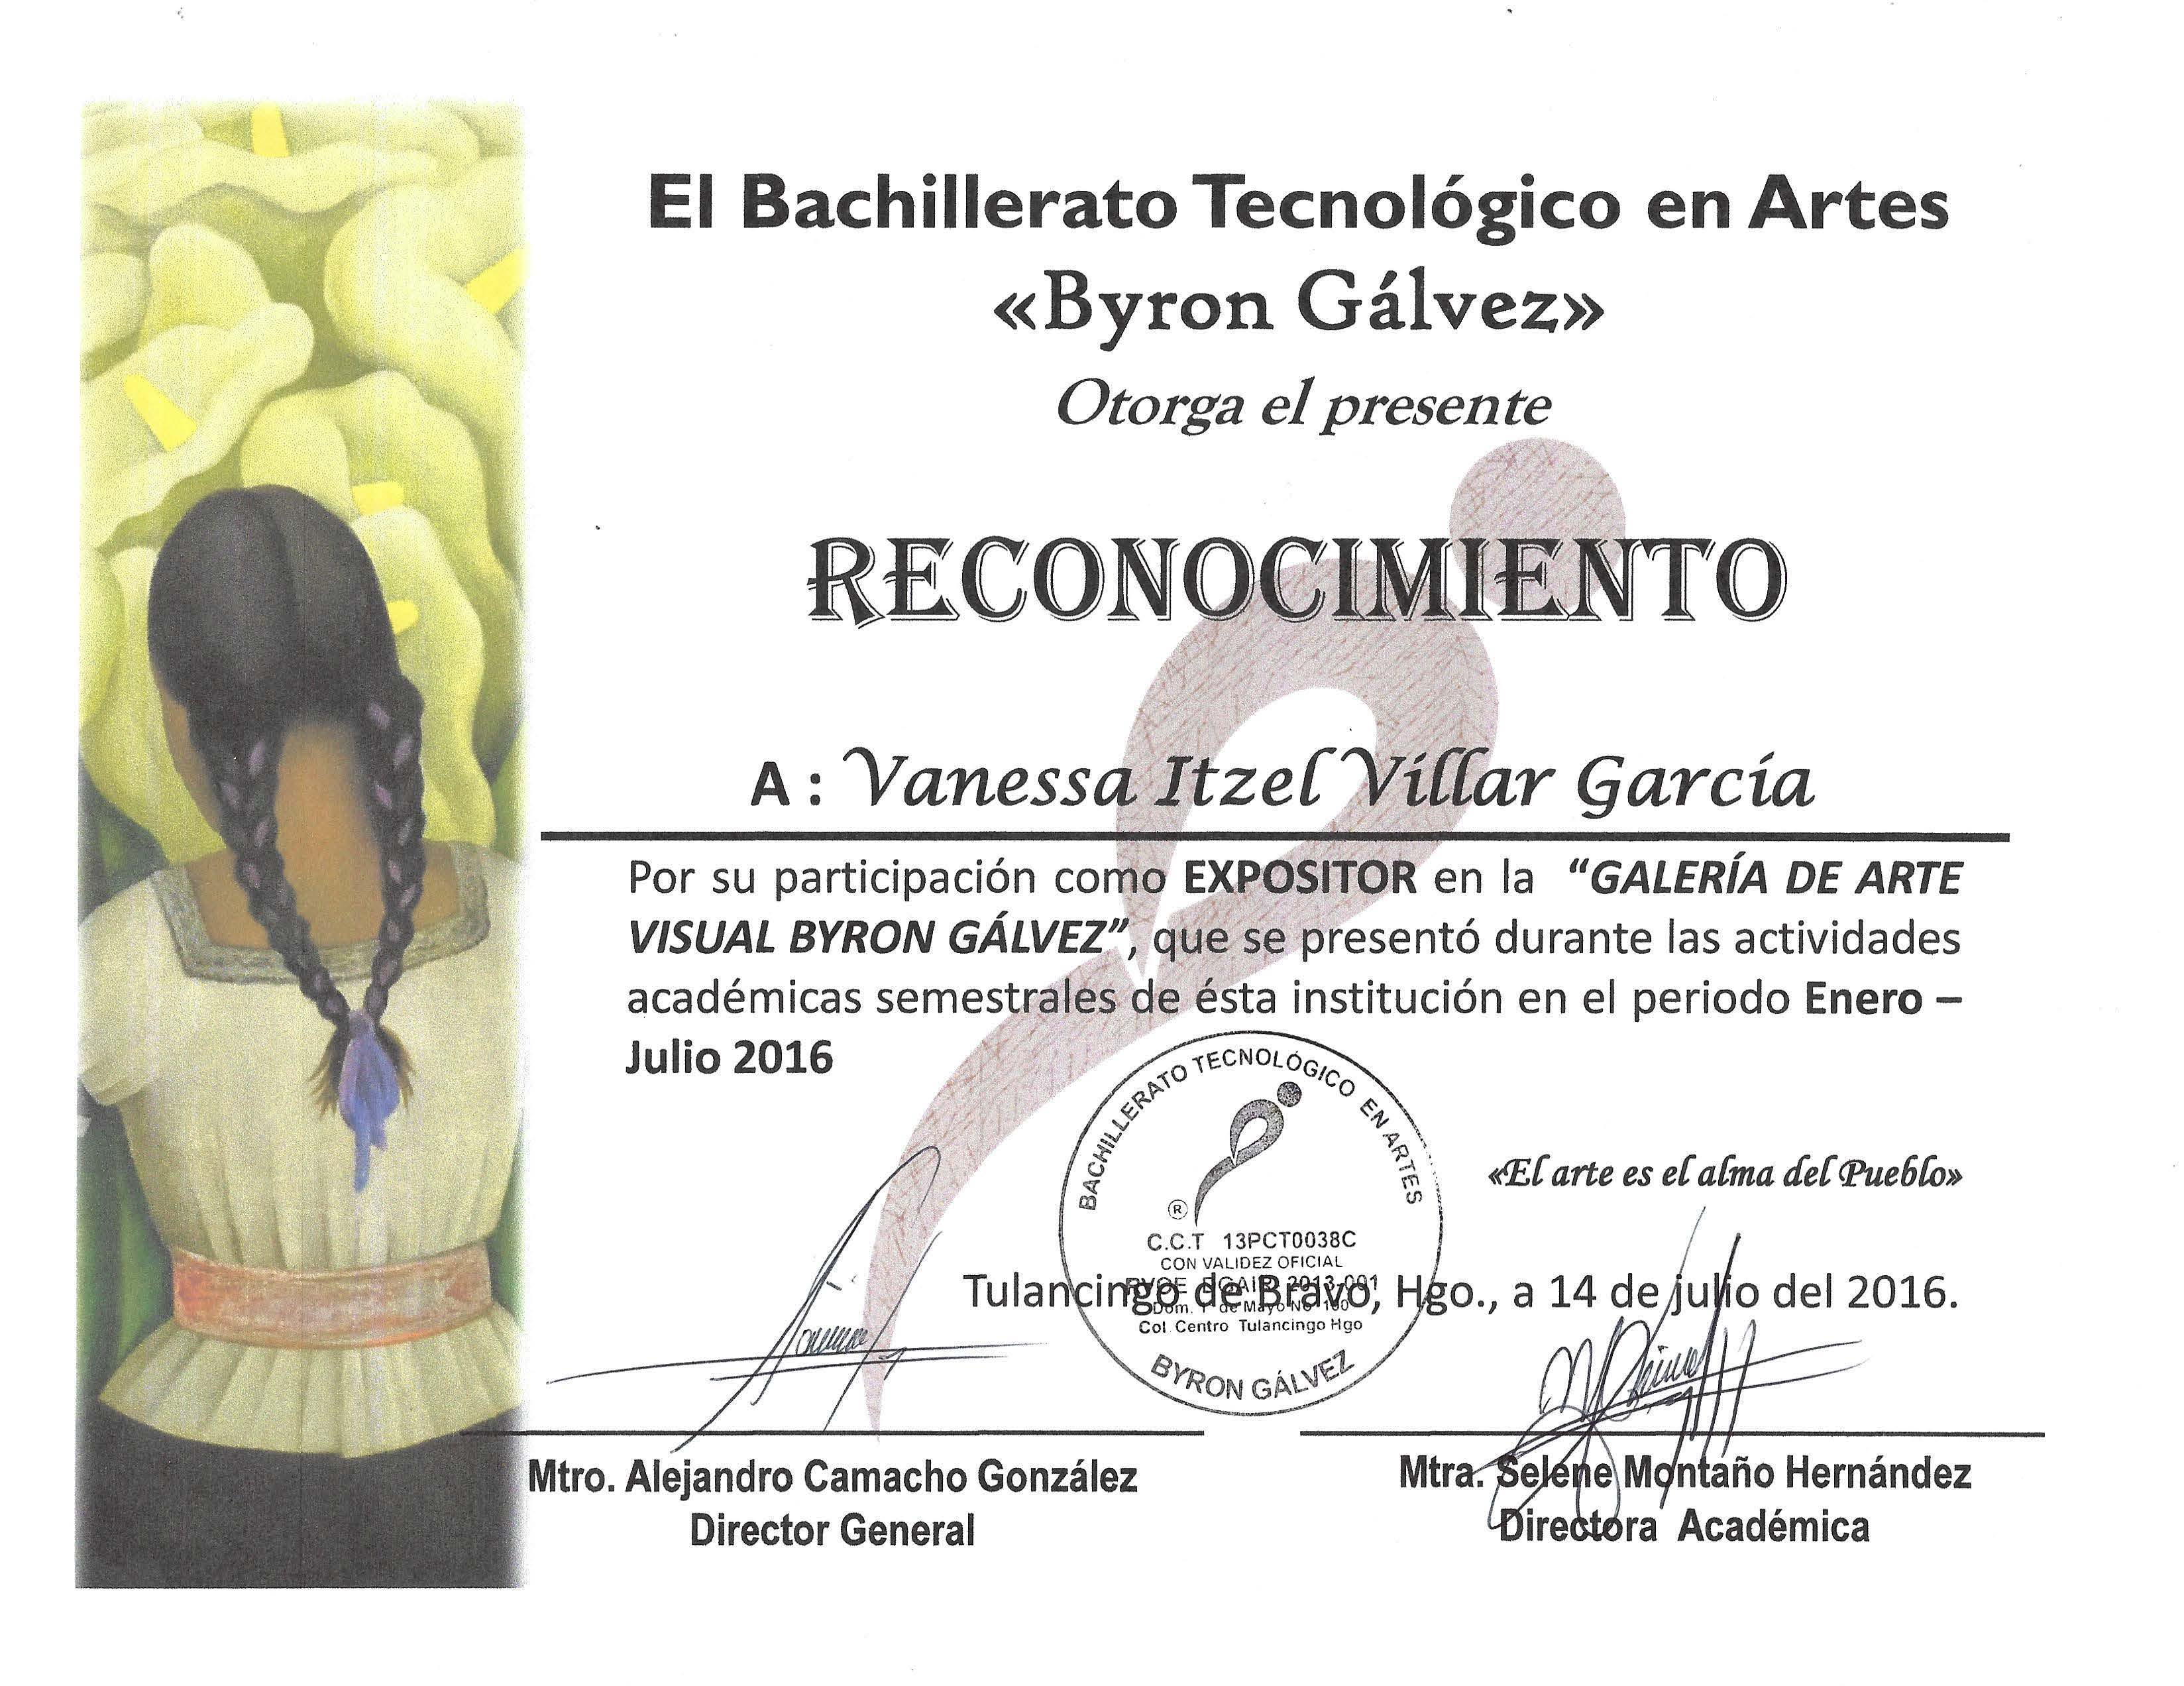 El Bachillerato Tecnológico en Artes
«Byron Gálvez»
Otorga el presente
RECONOCIMIENTO
A : Vanessa Itzel Villar García
Por su participación como EXPOSITOR en la “GALERÍA DE ARTE
VISUAL BYRON GÁLVEZ”, que se presentó durante las actividades
académicas semestrales de ésta institución en el periodo Enero –
Julio 2016
BACHILLERATO TECNOLÓGICO EN ARTES
®
C.C.T 13PCT0038C
CON VALIDEZ OFICIAL
2013-001
Dom. 1° de Mayo No 100
Col. Centro Tulancingo Hgo
BYRON GÁLVEZ
«El arte es el alma del Pueblo»
Tulancingo de Bravo, Hgo., a 14 de julio del 2016.
Mtro. Alejandro Camacho González
Director General
Mtra. Selene Montaño Hernández
Directora Académica